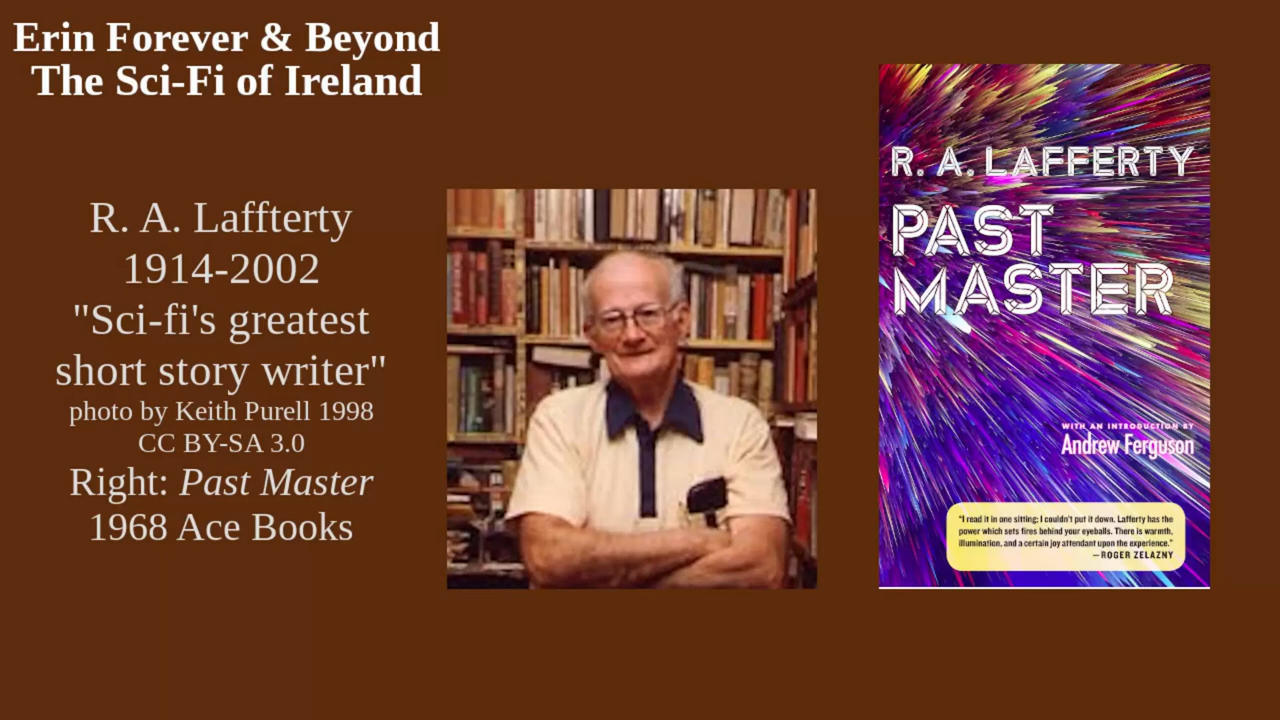 Erin Forever & Beyond
The Sci-Fi of Ireland
R. A. Laffterty
1914-2002
"Sci-fi's greatest
short story writer"
photo by Keith Purell 1998
CC BY-SA 3.0
Right: Past Master
1968 Ace Books
R. A. LAFFERTY
PAST
MASTER
WITH AN INTRODUCTION BY
Andrew Ferguson
"I read it in one sitting; I couldn't put it down. Lafferty has the
power which sets fires behind your eyeballs. There is warmth,
illumination, and a certain joy attendant upon the experience."
—ROGER ZELAZNY